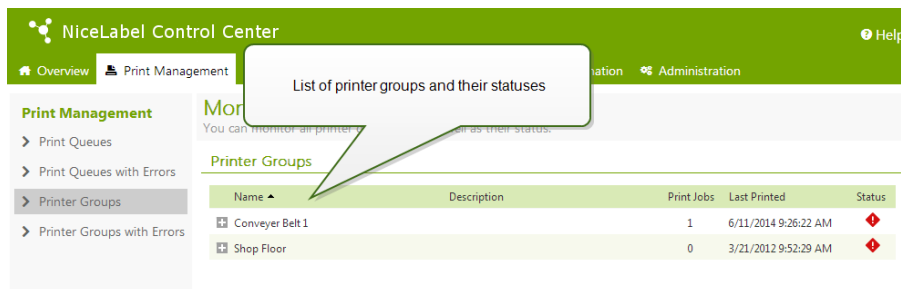 NiceLabel Control Center
Help
Overview Print Management Administration
List of printer groups and their statuses
Print Management
Print Queues
Print Queues with Errors
Printer Groups
Printer Groups with Errors
You can monitor all printer as their status.
Printer Groups
Name Description Print Jobs Last Printed Status
Conveyer Belt 1 1 6/11/2014 9:26:22 AM
Shop Floor 0 3/21/2012 9:52:29 AM